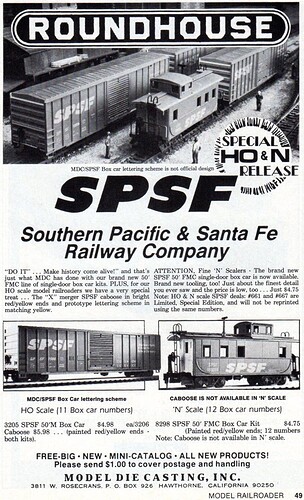 ROUNDHOUSE
SPSF
SPSF
SPECIAL
HO & N
RELEASE
MDC/SPSF Box car lettering scheme is not official design
SPSF
Southern Pacific & Santa Fe
Railway Company
"DO IT" . . . Make history come alive!" and that's
just what MDC has done with our brand new 50'
FMC line of single-door box car kits. PLUS, for our
HO scale model railroaders we have a very special
treat . . . The "X" merger SPSF caboose in bright
red/yellow ends and prototype lettering scheme in
matching yellow.
ATTENTION, Fine 'N' Scalers - The brand new
SPSF 50' FMC single-door box car is now available.
Brand new tooling, too! Just about the finest detail
you ever saw and the price is low, too . . . Just $4.75
Note: HO & N scale SPSF deals: #661 and #667 are
Limited, Special Edition, and will not be reprinted
using the same numbers.
SPSF
SPSF
MDC/SPSF Box Car lettering scheme
CABOOSE IS NOT AVAILABLE IN 'N' SCALE
HO Scale (11 Box car numbers)
'N' Scale (12 Box car numbers)
3205 SPSF 50'M Box Car $4.98 ea/3206
Caboose $5.98 . . . (painted red/yellow ends -
both kits).
8298 SPSF 50' FMC Box Car Kit $4.75
(Painted red/yellow ends; 12 numbers
Note: Caboose is not available in N' scale.
FREE-BIG • NEW • MINI-CATALOG - ALL NEW PRODUCTS!
Please send $1.00 to cover postage and handling
MODEL DIE CASTING, INC.
3811 W. ROSECRANS, P. O. BOX 926 HAWTHORNE, CALIFORNIA 90250
MODEL RAILROADER 49